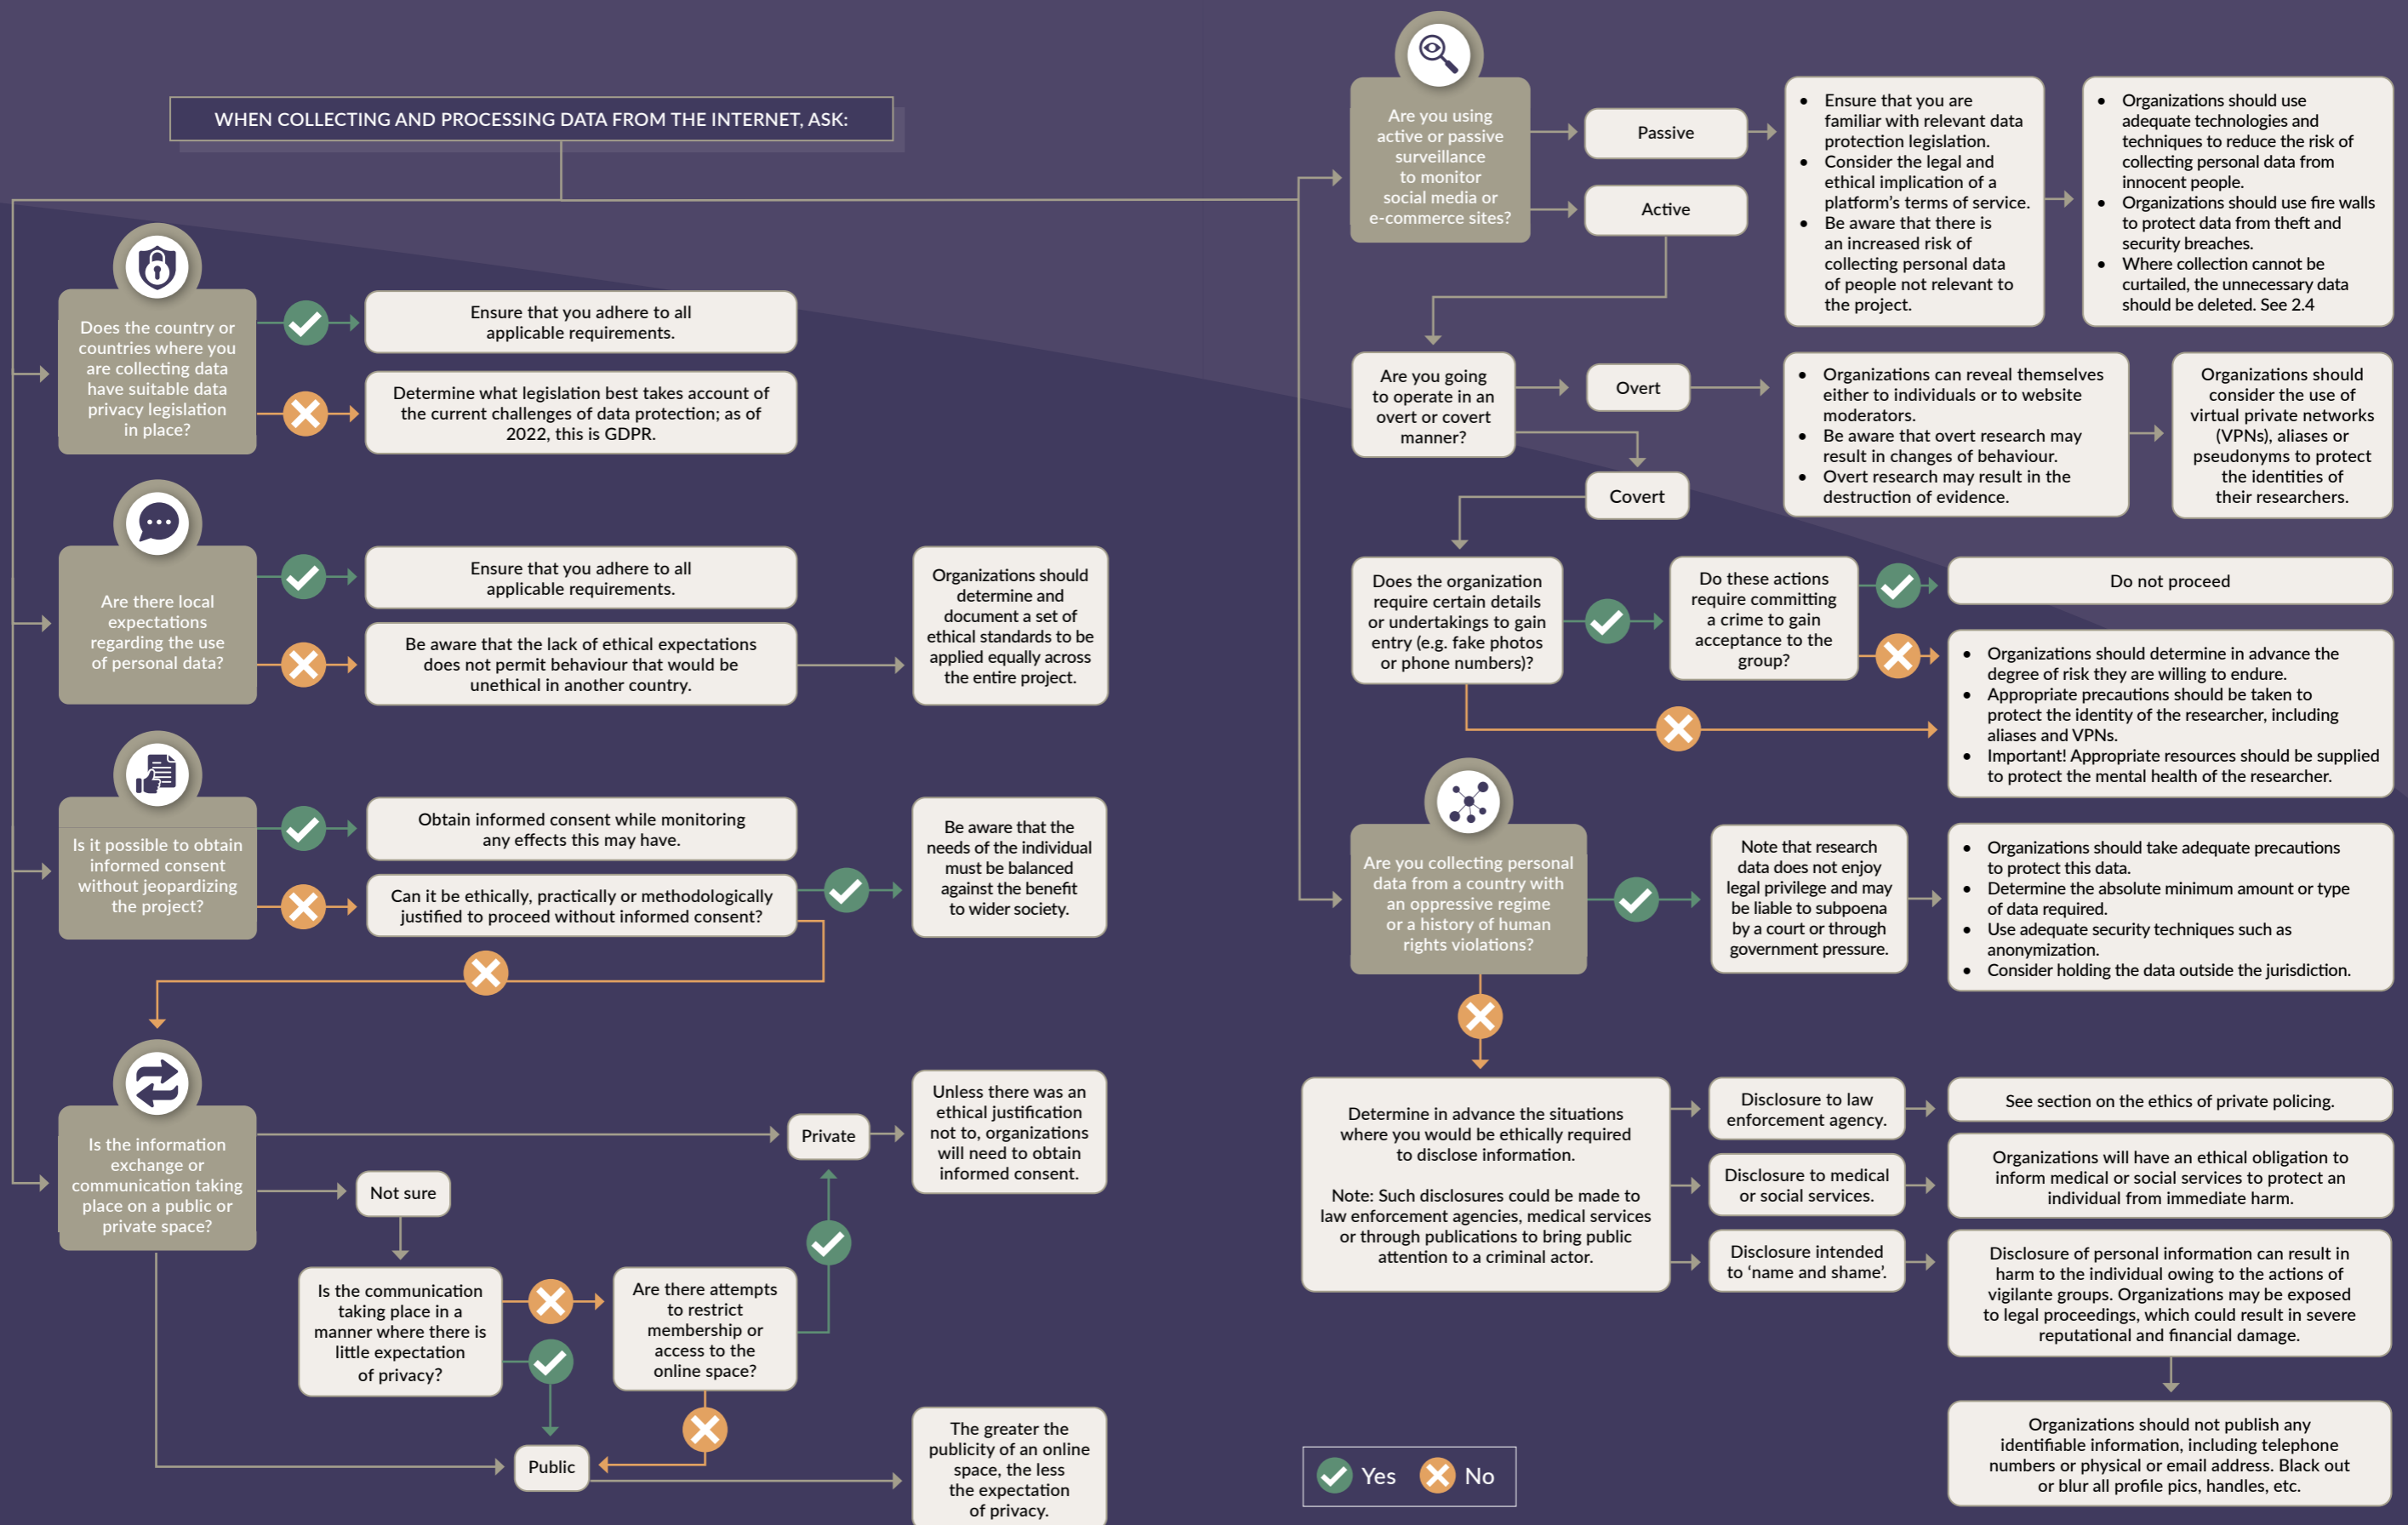 WHEN COLLECTING AND PROCESSING DATA FROM THE INTERNET, ASK:
Does the country or
countries where you
are collecting data
have suitable data
privacy legislation
in place?
Ensure that you adhere to all
applicable requirements.
Determine what legislation best takes account of
the current challenges of data protection; as of
2022, this is GDPR.
Are there local
expectations
regarding the use
of personal data?
Ensure that you adhere to all
applicable requirements.
Be aware that the lack of ethical expectations
does not permit behaviour that would be
unethical in another country.
Organizations should
determine and
document a set of
ethical standards to be
applied equally across
the entire project.
Is it possible to obtain
informed consent
without jeopardizing
the project?
Obtain informed consent while monitoring
any effects this may have.
Can it be ethically, practically or methodologically
justified to proceed without informed consent?
Be aware that the
needs of the individual
must be balanced
against the benefit
to wider society.
Is the information
exchange or
communication taking
place on a public or
private space?
Private
Unless there was an
ethical justification
not to, organizations
will need to obtain
informed consent.
Not sure
Is the communication
taking place in a
manner where there is
little expectation
of privacy?
Are there attempts
to restrict
membership or
access to the
online space?
Public
The greater the
publicity of an online
space, the less
the expectation
of privacy.
Are you using
active or passive
surveillance
to monitor
social media or
e-commerce sites?
Passive
Active
• Ensure that you are
familiar with relevant data
protection legislation.
• Consider the legal and
ethical implication of a
platform's terms of service.
• Be aware that there is
an increased risk of
collecting personal data
of people not relevant to
the project.
• Organizations should use
adequate technologies and
techniques to reduce the risk of
collecting personal data from
innocent people.
• Organizations should use fire walls
to protect data from theft and
security breaches.
• Where collection cannot be
curtailed, the unnecessary data
should be deleted. See 2.4
Are you going
to operate in an
overt or covert
manner?
Overt
• Organizations can reveal themselves
either to individuals or to website
moderators.
• Be aware that overt research may
result in changes of behaviour.
• Overt research may result in the
destruction of evidence.
Organizations should
consider the use of
virtual private networks
(VPNs), aliases or
pseudonyms to protect
the identities of
their researchers.
Covert
Does the organization
require certain details
or undertakings to gain
entry (e.g. fake photos
or phone numbers)?
Do these actions
require committing
a crime to gain
acceptance to the
group?
Do not proceed
• Organizations should determine in advance the
degree of risk they are willing to endure.
• Appropriate precautions should be taken to
protect the identity of the researcher, including
aliases and VPNs.
• Important! Appropriate resources should be supplied
to protect the mental health of the researcher.
Are you collecting personal
data from a country with
an oppressive regime
or a history of human
rights violations?
Note that research
data does not enjoy
legal privilege and may
be liable to subpoena
by a court or through
government pressure.
• Organizations should take adequate precautions
to protect this data.
• Determine the absolute minimum amount or type
of data required.
• Use adequate security techniques such as
anonymization.
• Consider holding the data outside the jurisdiction.
Determine in advance the situations
where you would be ethically required
to disclose information.
Note: Such disclosures could be made to
law enforcement agencies, medical services
or through publications to bring public
attention to a criminal actor.
Disclosure to law
enforcement agency.
See section on the ethics of private policing.
Disclosure to medical
or social services.
Organizations will have an ethical obligation to
inform medical or social services to protect an
individual from immediate harm.
Disclosure intended
to 'name and shame'.
Disclosure of personal information can result in
harm to the individual owing to the actions of
vigilante groups. Organizations may be exposed
to legal proceedings, which could result in severe
reputational and financial damage.
Organizations should not publish any
identifiable information, including telephone
numbers or physical or email address. Black out
or blur all profile pics, handles, etc.
Yes
No